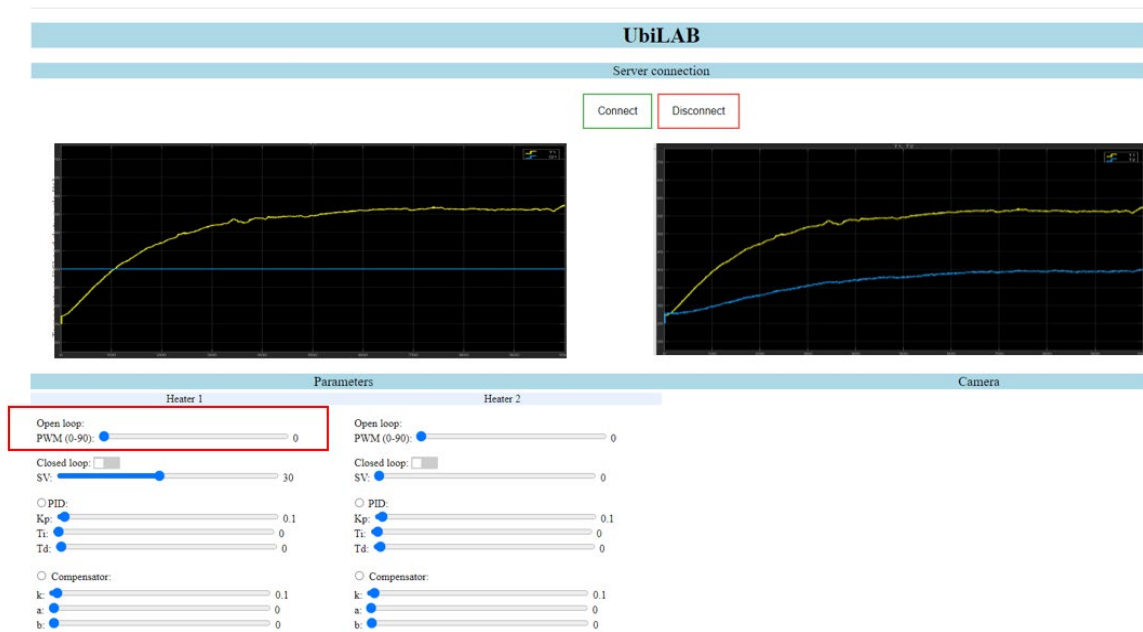 UbiLAB
Server connection
Connect Disconnect
T1, T2
Parameters Camera
Heater 1 Heater 2
Open loop: Open loop:
PWM (0-90): 0 PWM (0-90): 0
Closed loop: Closed loop:
SV: 30 SV: 0
PID: PID:
Kp: 0.1 Kp: 0.1
Ti: 0 Ti: 0
Td: 0 Td: 0
Compensator: Compensator:
k: 0.1 k: 0.1
a: 0 a: 0
b: 0 b: 0